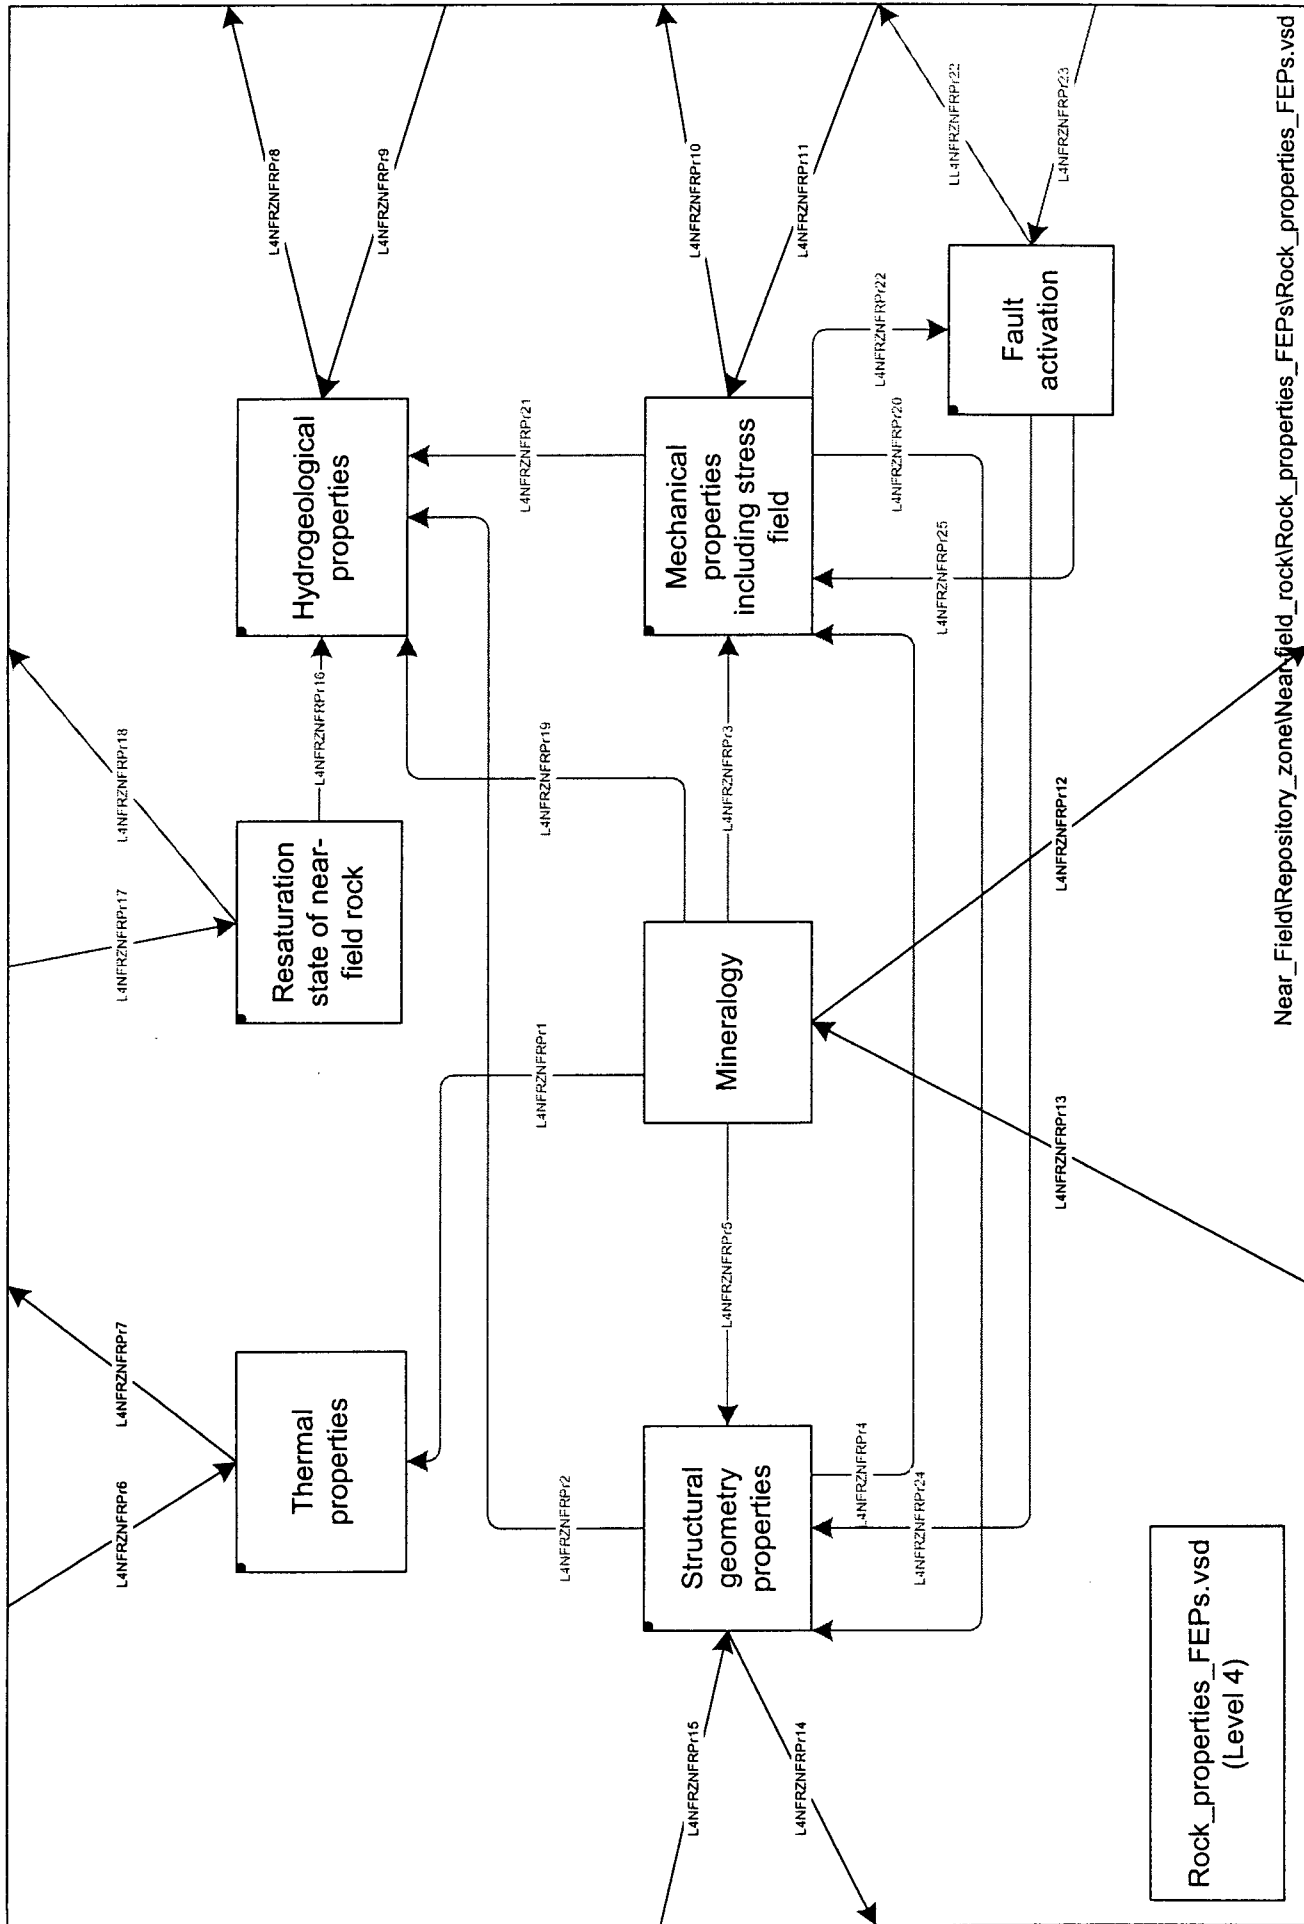 L4NFRZNFRPr6
L4NFRZNFRPr7
L4NFRZNFRPr17
L4NFRZNFRPr18
Thermal
properties
Resaturation
state of near-
field rock
L4NFRZNFRPr16
Hydrogeological
properties
L4NFRZNFRPr8
L4NFRZNFRPr9
L4NFRZNFRPr2
L4NFRZNFRPr1
L4NFRZNFRPr19
L4NFRZNFRPr21
L4NFRZNFRPr15
L4NFRZNFRPr14
Structural
geometry
properties
L4NFRZNFRPr5
Mineralogy
L4NFRZNFRPr3
Mechanical
properties
including stress
field
L4NFRZNFRPr10
L4NFRZNFRPr11
L4NFRZNFRPr4
L4NFRZNFRPr24
L4NFRZNFRPr25
L4NFRZNFRPr20
L4NFRZNFRPr22
Fault
activation
LL4NFRZNFRPr22
L4NFRZNFRPr23
L4NFRZNFRPr13
L4NFRZNFRPr12
Rock_properties_FEPs.vsd
(Level 4)
Near_Field\Repository_zone\Near-field_rock\Rock_properties_FEPs\Rock_properties_FEPs.vsd